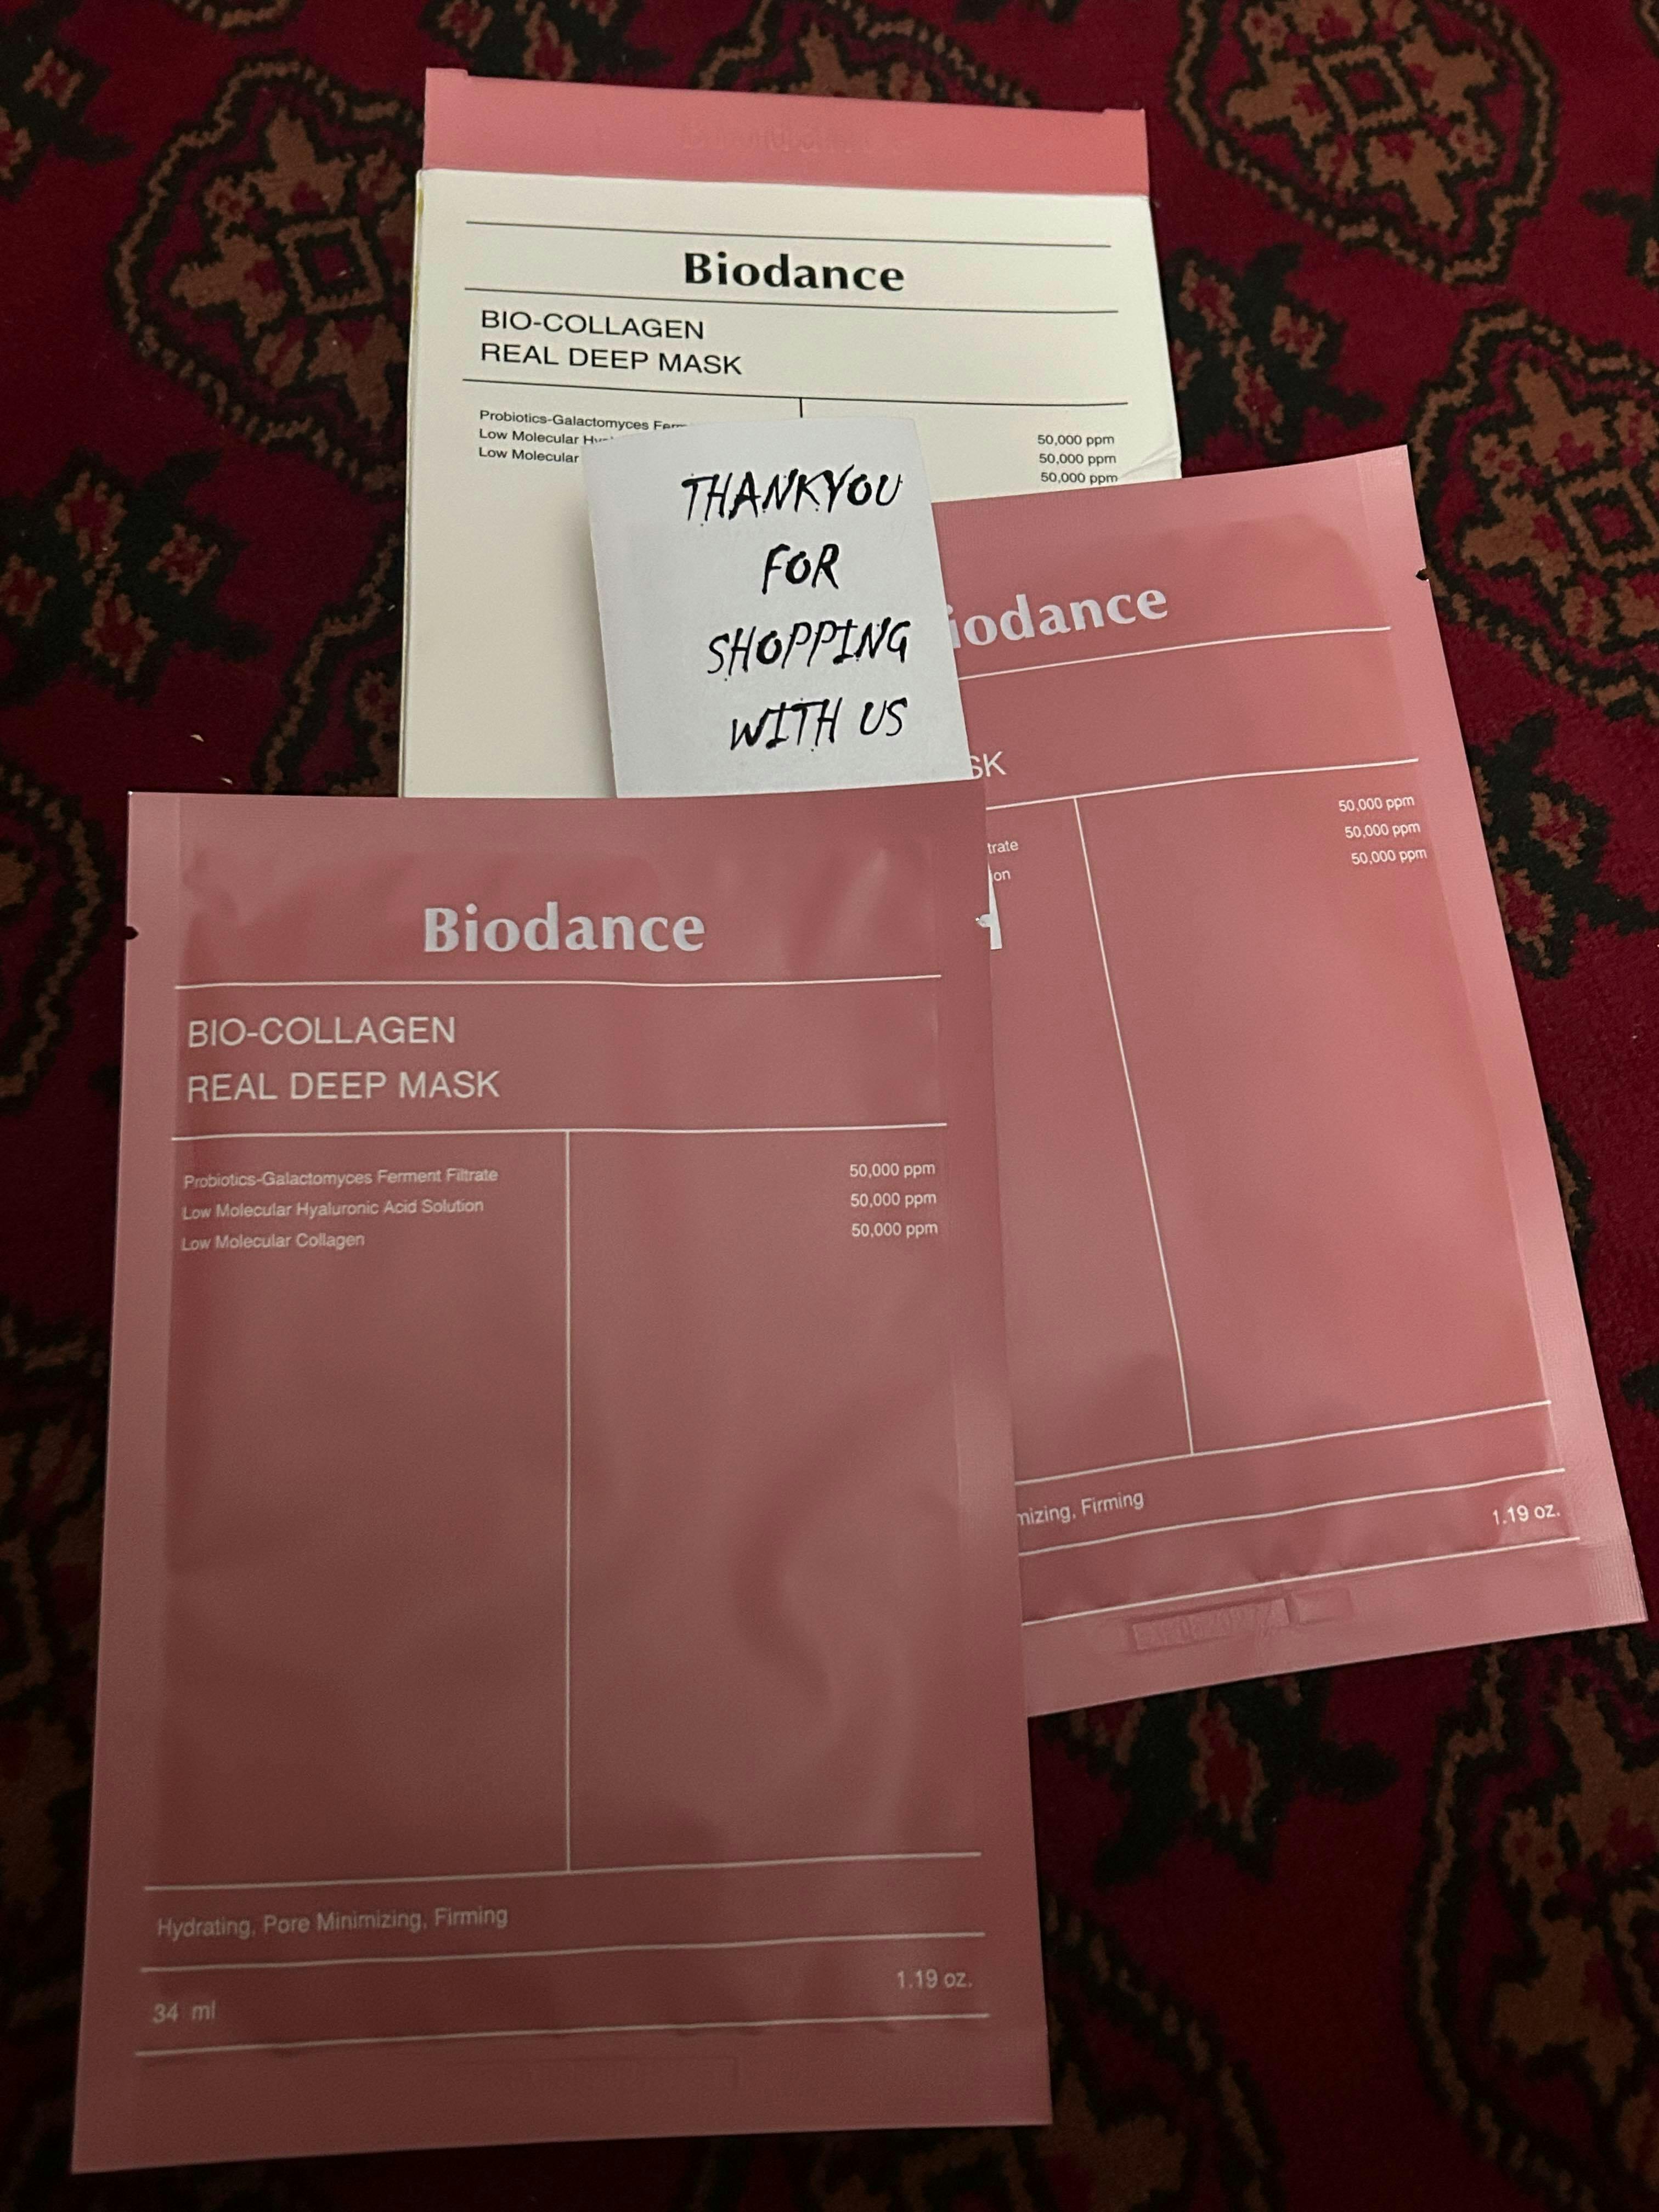 Biodance
BIO-COLLAGEN
REAL DEEP MASK
Probiotics-Galactomyces
50,000 ppm
Low Molecular
50,000 ppm
Low Molecular
50,000 ppm
THANKYOU
FOR
SHOPPING
WITH US
iodance
SK
trate
50,000 ppm
ion
50,000 ppm
50,000 ppm
mizing, Firming
1.19 oz.
Biodance
BIO-COLLAGEN
REAL DEEP MASK
Probiotics-Galactomyces Ferment Filtrate
50,000 ppm
Low Molecular Hyaluronic Acid Solution
50,000 ppm
Low Molecular Collagen
50,000 ppm
Hydrating, Pore Minimizing, Firming
34 ml
1.19 oz.